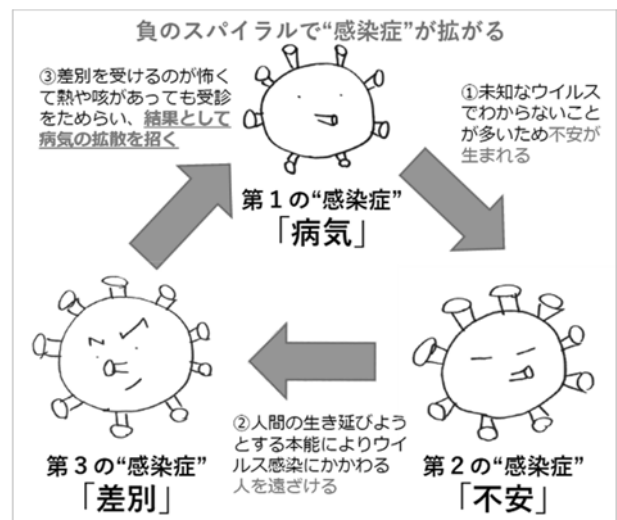 負のスパイラルで“感染症”が拡がる
③差別を受けるのが怖く
て熱や咳があっても受診
をためらい、結果として
病気の拡散を招く
①未知なウイルス
でわからないこと
が多いため不安が
生まれる
第１の“感染症”
「病気」
②人間の生き延びよう
とする本能によりウイ
ルス感染にかかわる
人を遠ざける
第３の“感染症”
「差別」
第２の“感染症”
「不安」